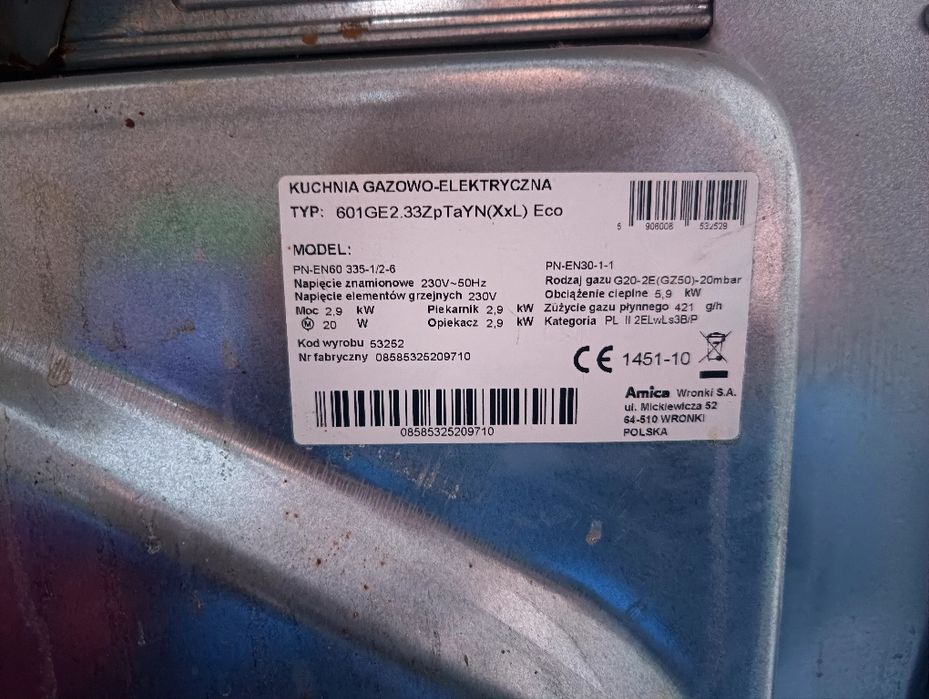 KUCHNIA GAZOWO-ELEKTRYCZNA
TYP: 601GE2.33ZpTaYN(XxL) Eco
5 906006 532529
MODEL:
PN-EN60 335-1/2-6
Napięcie znamionowe 230V~50Hz
Napięcie elementów grzejnych 230V
Moc 2,9 kW Piekarnik 2,9 kW
M 20 W Opiekacz 2,9 kW
PN-EN30-1-1
Rodzaj gazu G20-2E(GZ50)-20mbar
Obciążenie cieplne 5,9 kW
Zużycie gazu płynnego 421 g/h
Kategoria PL II 2ELwLs3B/P
Kod wyrobu 53252
Nr fabryczny 08585325209710
CE 1451-10
08585325209710
Amica Wronki S.A.
ul. Mickiewicza 52
64-510 WRONKI
POLSKA